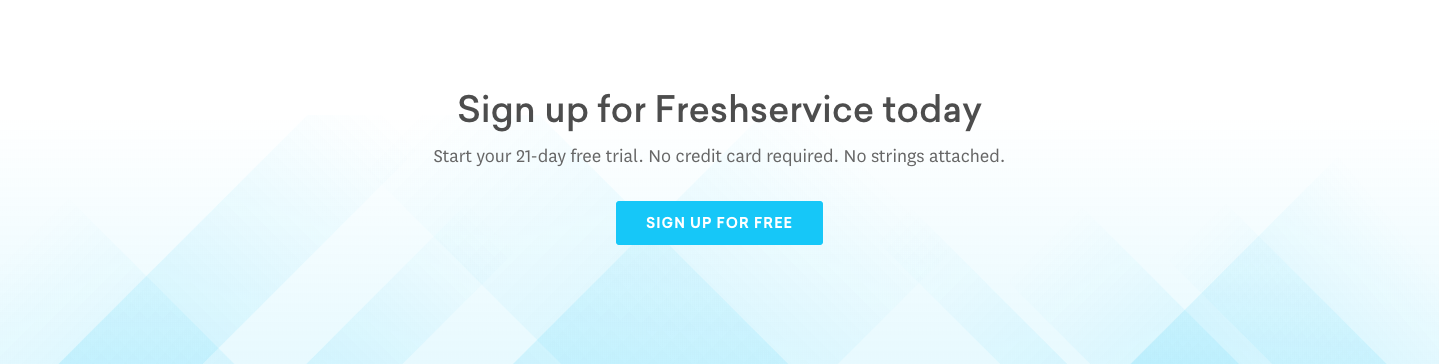 Sign up for Freshservice today
Start your 21-day free trial. No credit card required. No strings attached.
SIGN UP FOR FREE